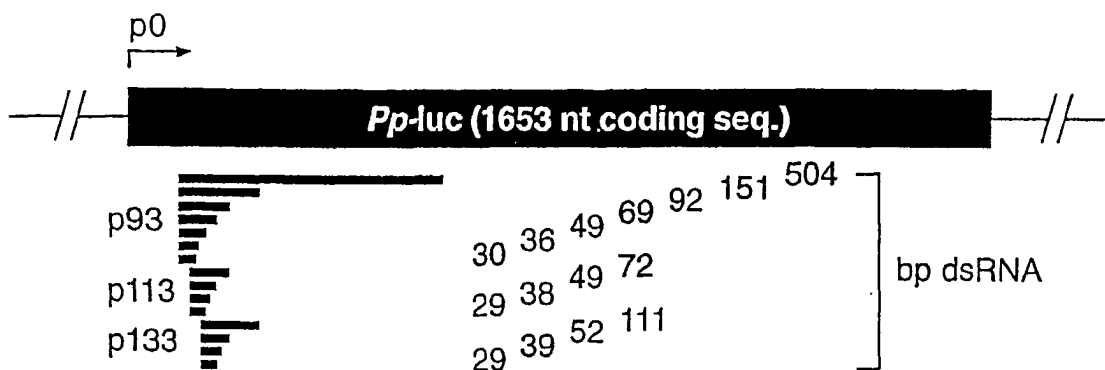 p0
Pp-luc (1653 nt coding seq.)
p93
30 36 49 69 92 151 504
p113
29 38 49 72
p133
29 39 52 111
bp dsRNA